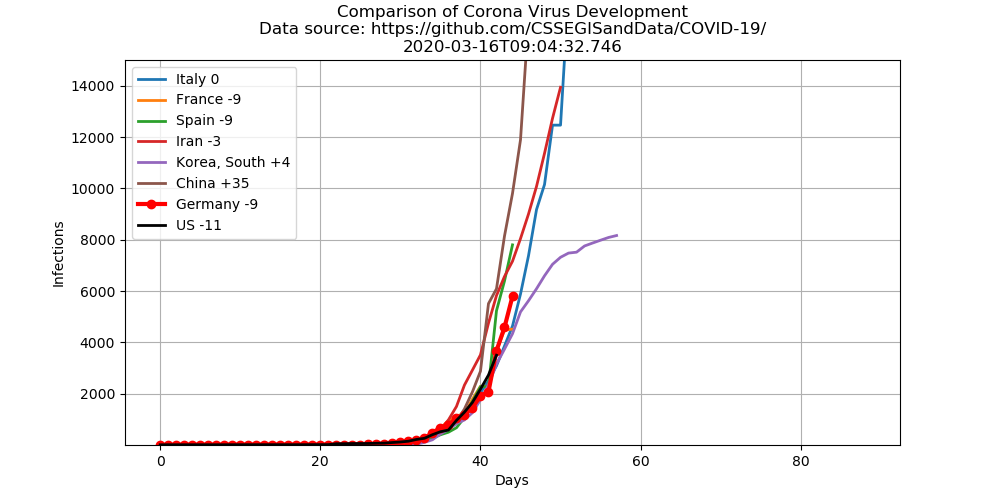 Comparison of Corona Virus Development
Data source: https://github.com/CSSEGISandData/COVID-19/
2020-03-16T09:04:32.746
Italy 0
France -9
Spain -9
Iran -3
Korea, South +4
China +35
Germany -9
US -11
14000
12000
10000
8000
6000
4000
2000
Infections
0 20 40 60 80
Days